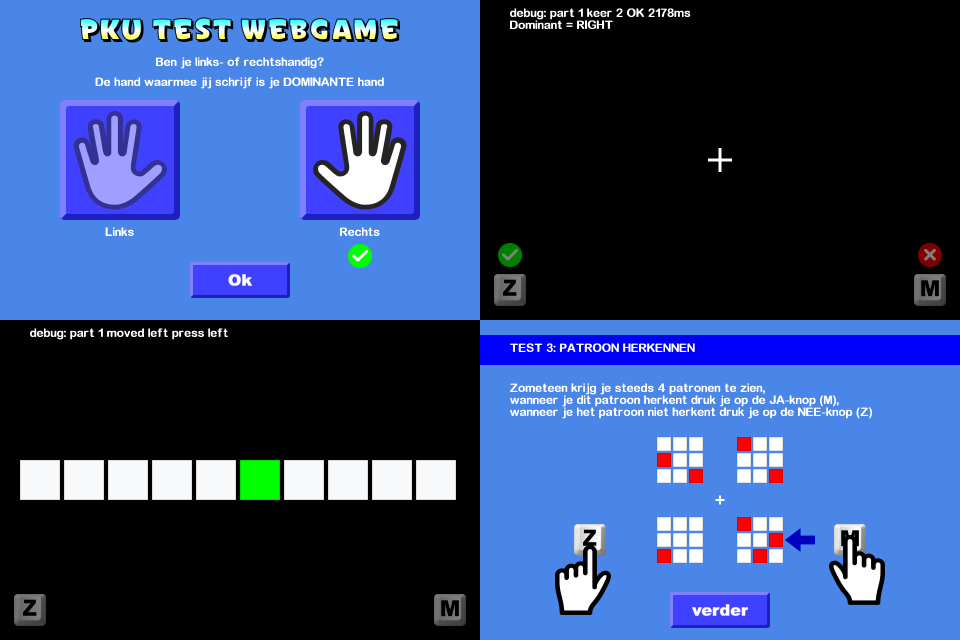 PKU TEST WEBGAME
Ben je links- of rechtshandig?
De hand waarmee jij schrijf is je DOMINANTE hand
Links
Rechts
Ok
debug: part 1 keer 2 OK 2178ms
Dominant = RIGHT
Z
M
debug: part 1 moved left press left
Z
M
TEST 3: PATROON HERKENNEN
Zometeen krijg je steeds 4 patronen te zien,
wanneer je dit patroon herkent druk je op de JA-knop (M),
wanneer je het patroon niet herkent druk je op de NEE-knop (Z)
Z
M
verder